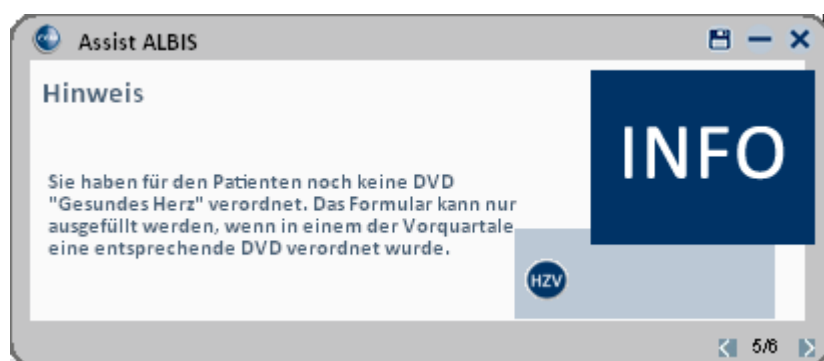 Assist ALBIS
Hinweis
INFO
Sie haben für den Patienten noch keine DVD
"Gesundes Herz" verordnet. Das Formular kann nur
ausgefüllt werden, wenn in einem der Vorquartale
eine entsprechende DVD verordnet wurde.
HZV
5/6